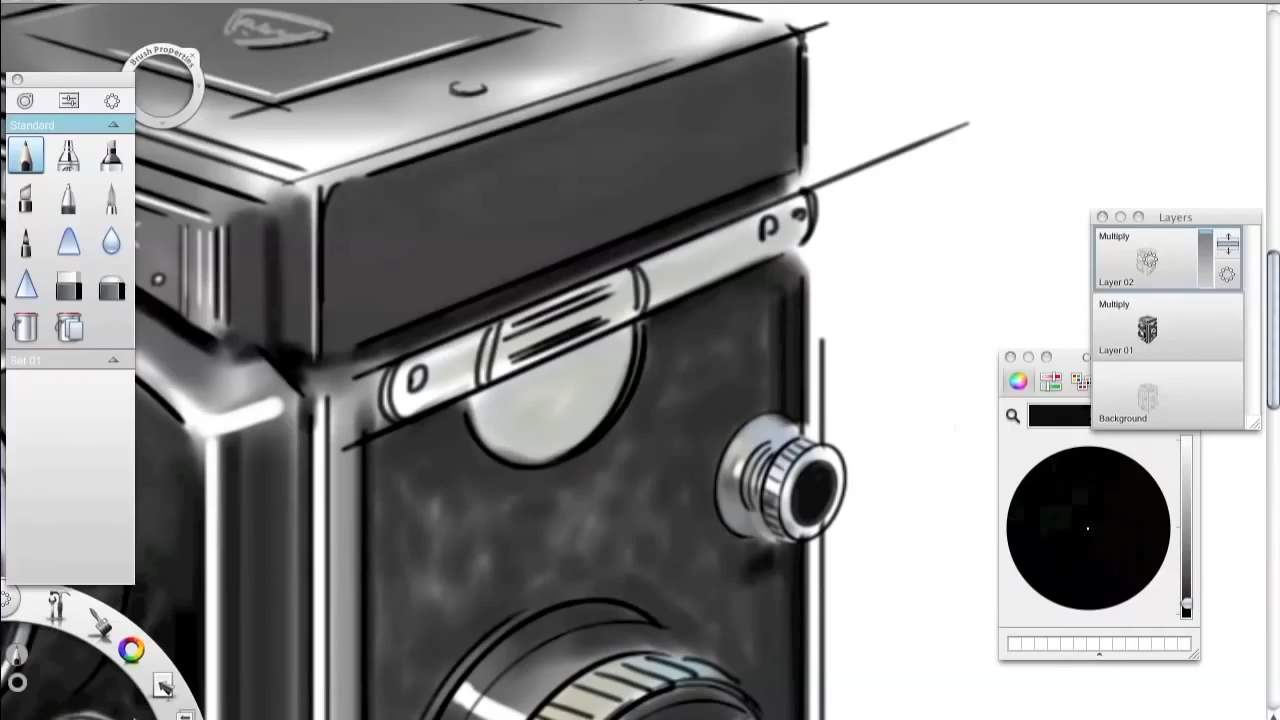 Brush Properties
Standard
Set 01
Layers
Multiply
Layer 02
Multiply
Layer 01
Background